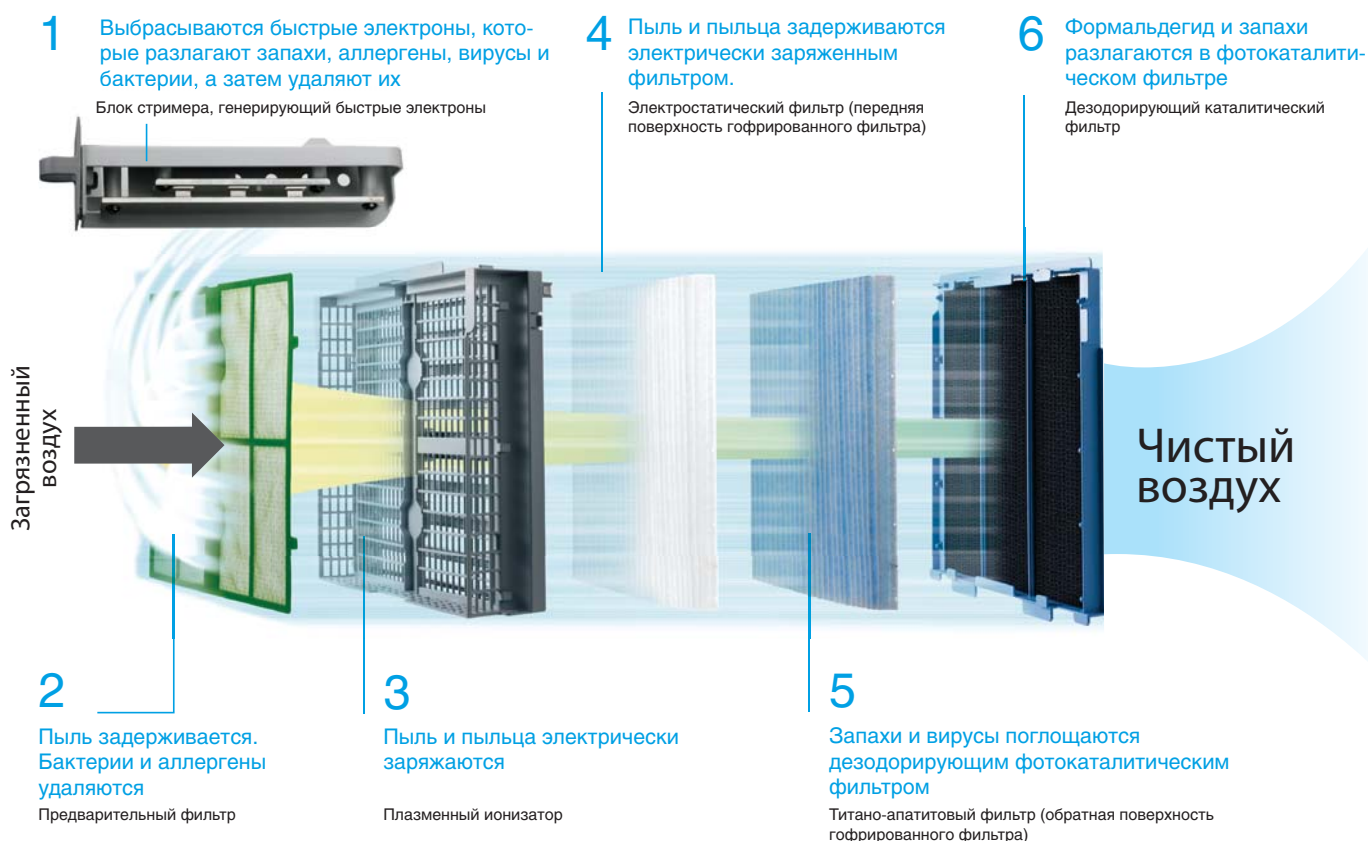 1
Выбрасываются быстрые электроны, кото-
рые разлагают запахи, аллергены, вирусы и
бактерии, а затем удаляют их
Блок стримера, генерирующий быстрые электроны
4
Пыль и пыльца задерживаются
электрически заряженным
фильтром.
Электростатический фильтр (передняя
поверхность гофрированного фильтра)
6
Формальдегид и запахи
разлагаются в фотокаталити-
ческом фильтре
Дезодорирующий каталитический
фильтр
Загрязненный
воздух
Чистый
воздух
2
Пыль задерживается.
Бактерии и аллергены
удаляются
Предварительный фильтр
3
Пыль и пыльца электрически
заряжаются
Плазменный ионизатор
5
Запахи и вирусы поглощаются
дезодорирующим фотокаталитическим
фильтром
Титано-апатитовый фильтр (обратная поверхность
гофрированного фильтра)